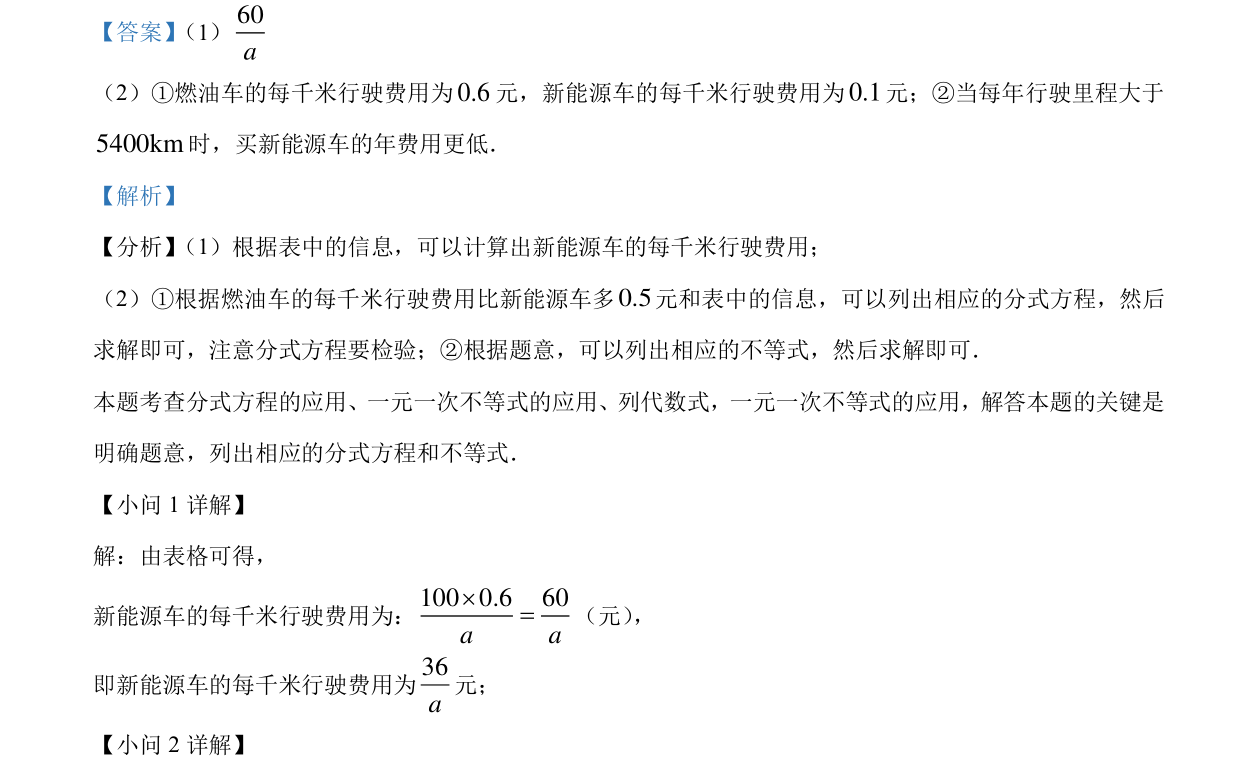 【答案】（1）60/a
（2）①燃油车的每千米行驶费用为0.6元，新能源车的每千米行驶费用为0.1元；②当每年行驶里程大于
5400km时，买新能源车的年费用更低．
【解析】
【分析】（1）根据表中的信息，可以计算出新能源车的每千米行驶费用；
（2）①根据燃油车的每千米行驶费用比新能源车多0.5元和表中的信息，可以列出相应的分式方程，然后
求解即可，注意分式方程要检验；②根据题意，可以列出相应的不等式，然后求解即可．
本题考查分式方程的应用、一元一次不等式的应用、列代数式，一元一次不等式的应用，解答本题的关键是
明确题意，列出相应的分式方程和不等式．
【小问 1 详解】
解：由表格可得，
新能源车的每千米行驶费用为：100×0.6/a=60/a（元），
即新能源车的每千米行驶费用为36/a元；
【小问 2 详解】